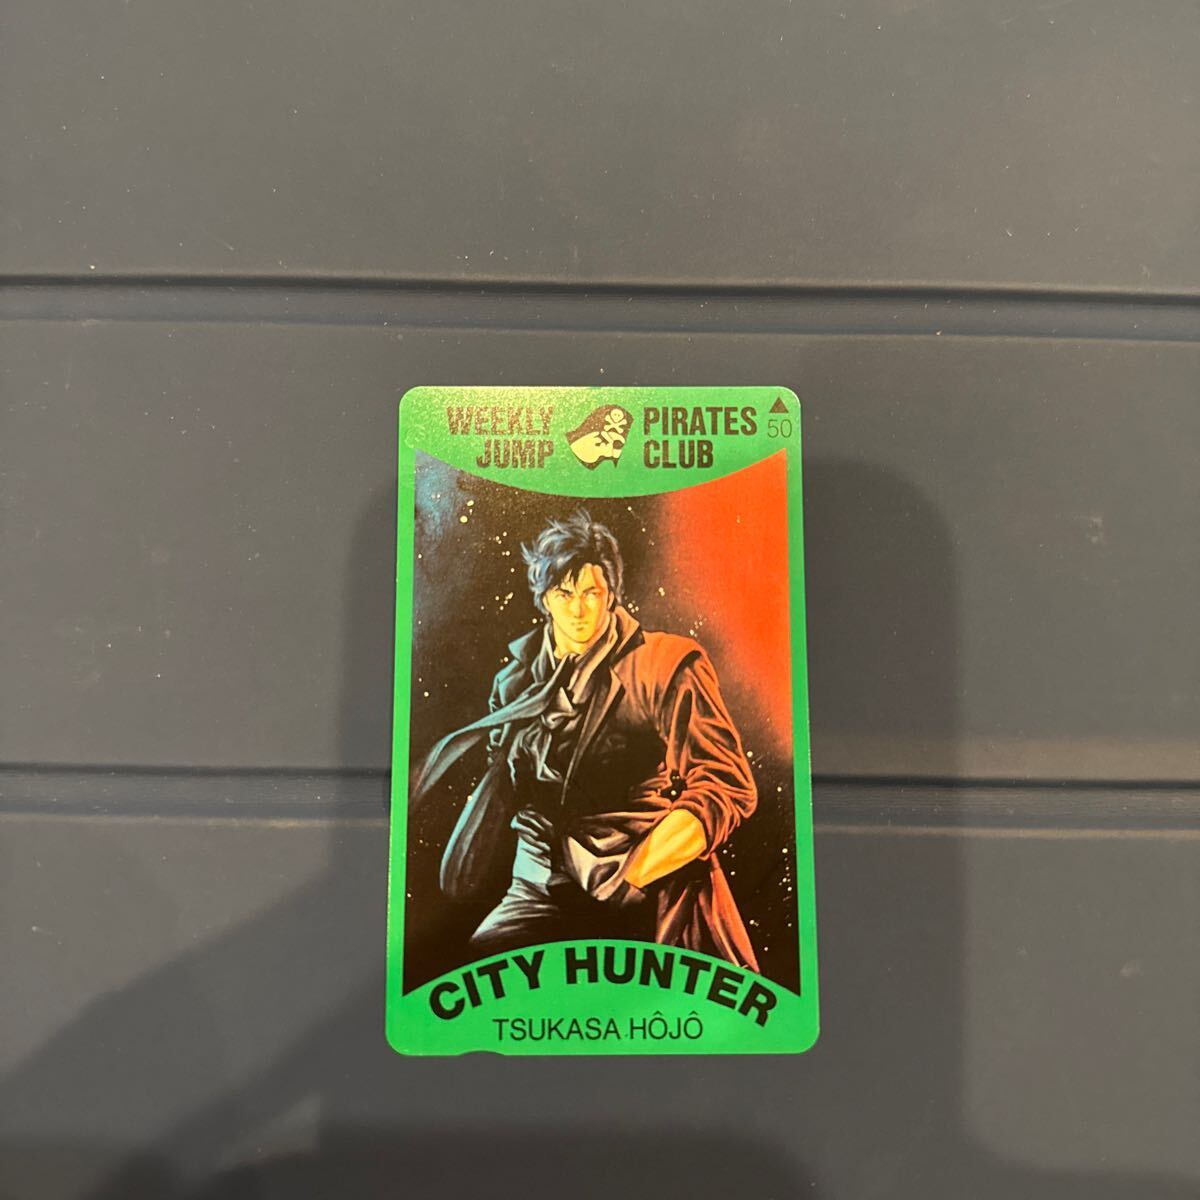 WEEKLY
JUMP
PIRATES
CLUB
50
CITY HUNTER
TSUKASA HÔJÔ